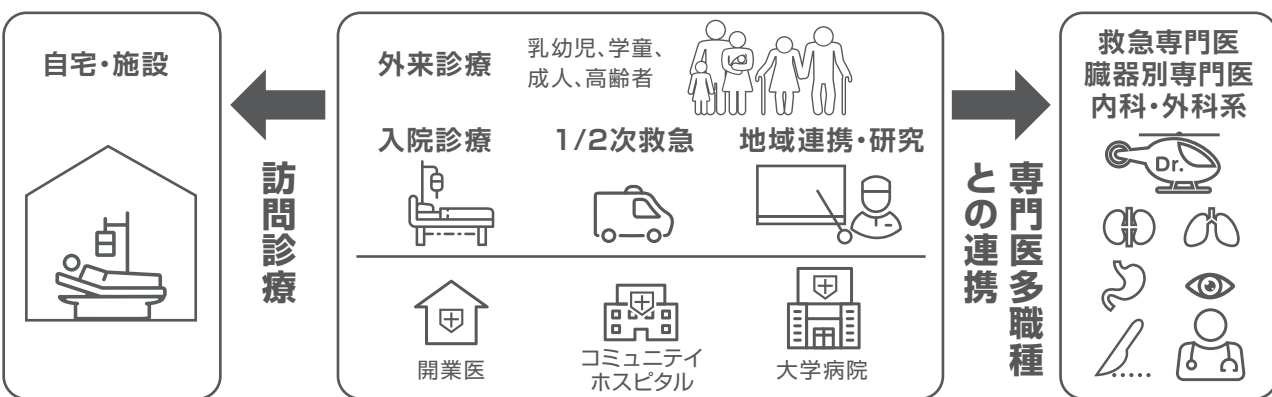 自宅・施設
訪問診療
外来診療
乳幼児、学童、
成人、高齢者
入院診療
1/2次救急
地域連携・研究
開業医
コミュニテイ
ホスピタル
大学病院
専門医多職種
との連携
救急専門医
臓器別専門医
内科・外科系
Dr.